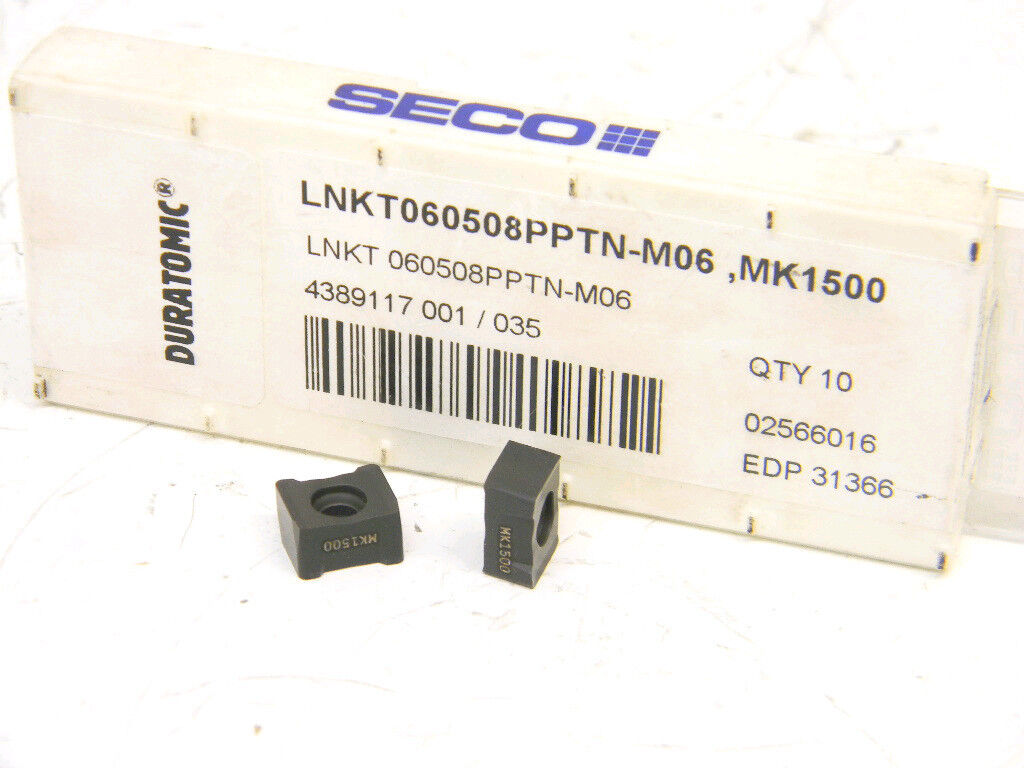 SECO
DURATOMIC®
LNKT060508PPTN-M06 ,MK1500
LNKT 060508PPTN-M06
4389117 001 / 035
QTY 10
02566016
EDP 31366
MK1500
MK1500